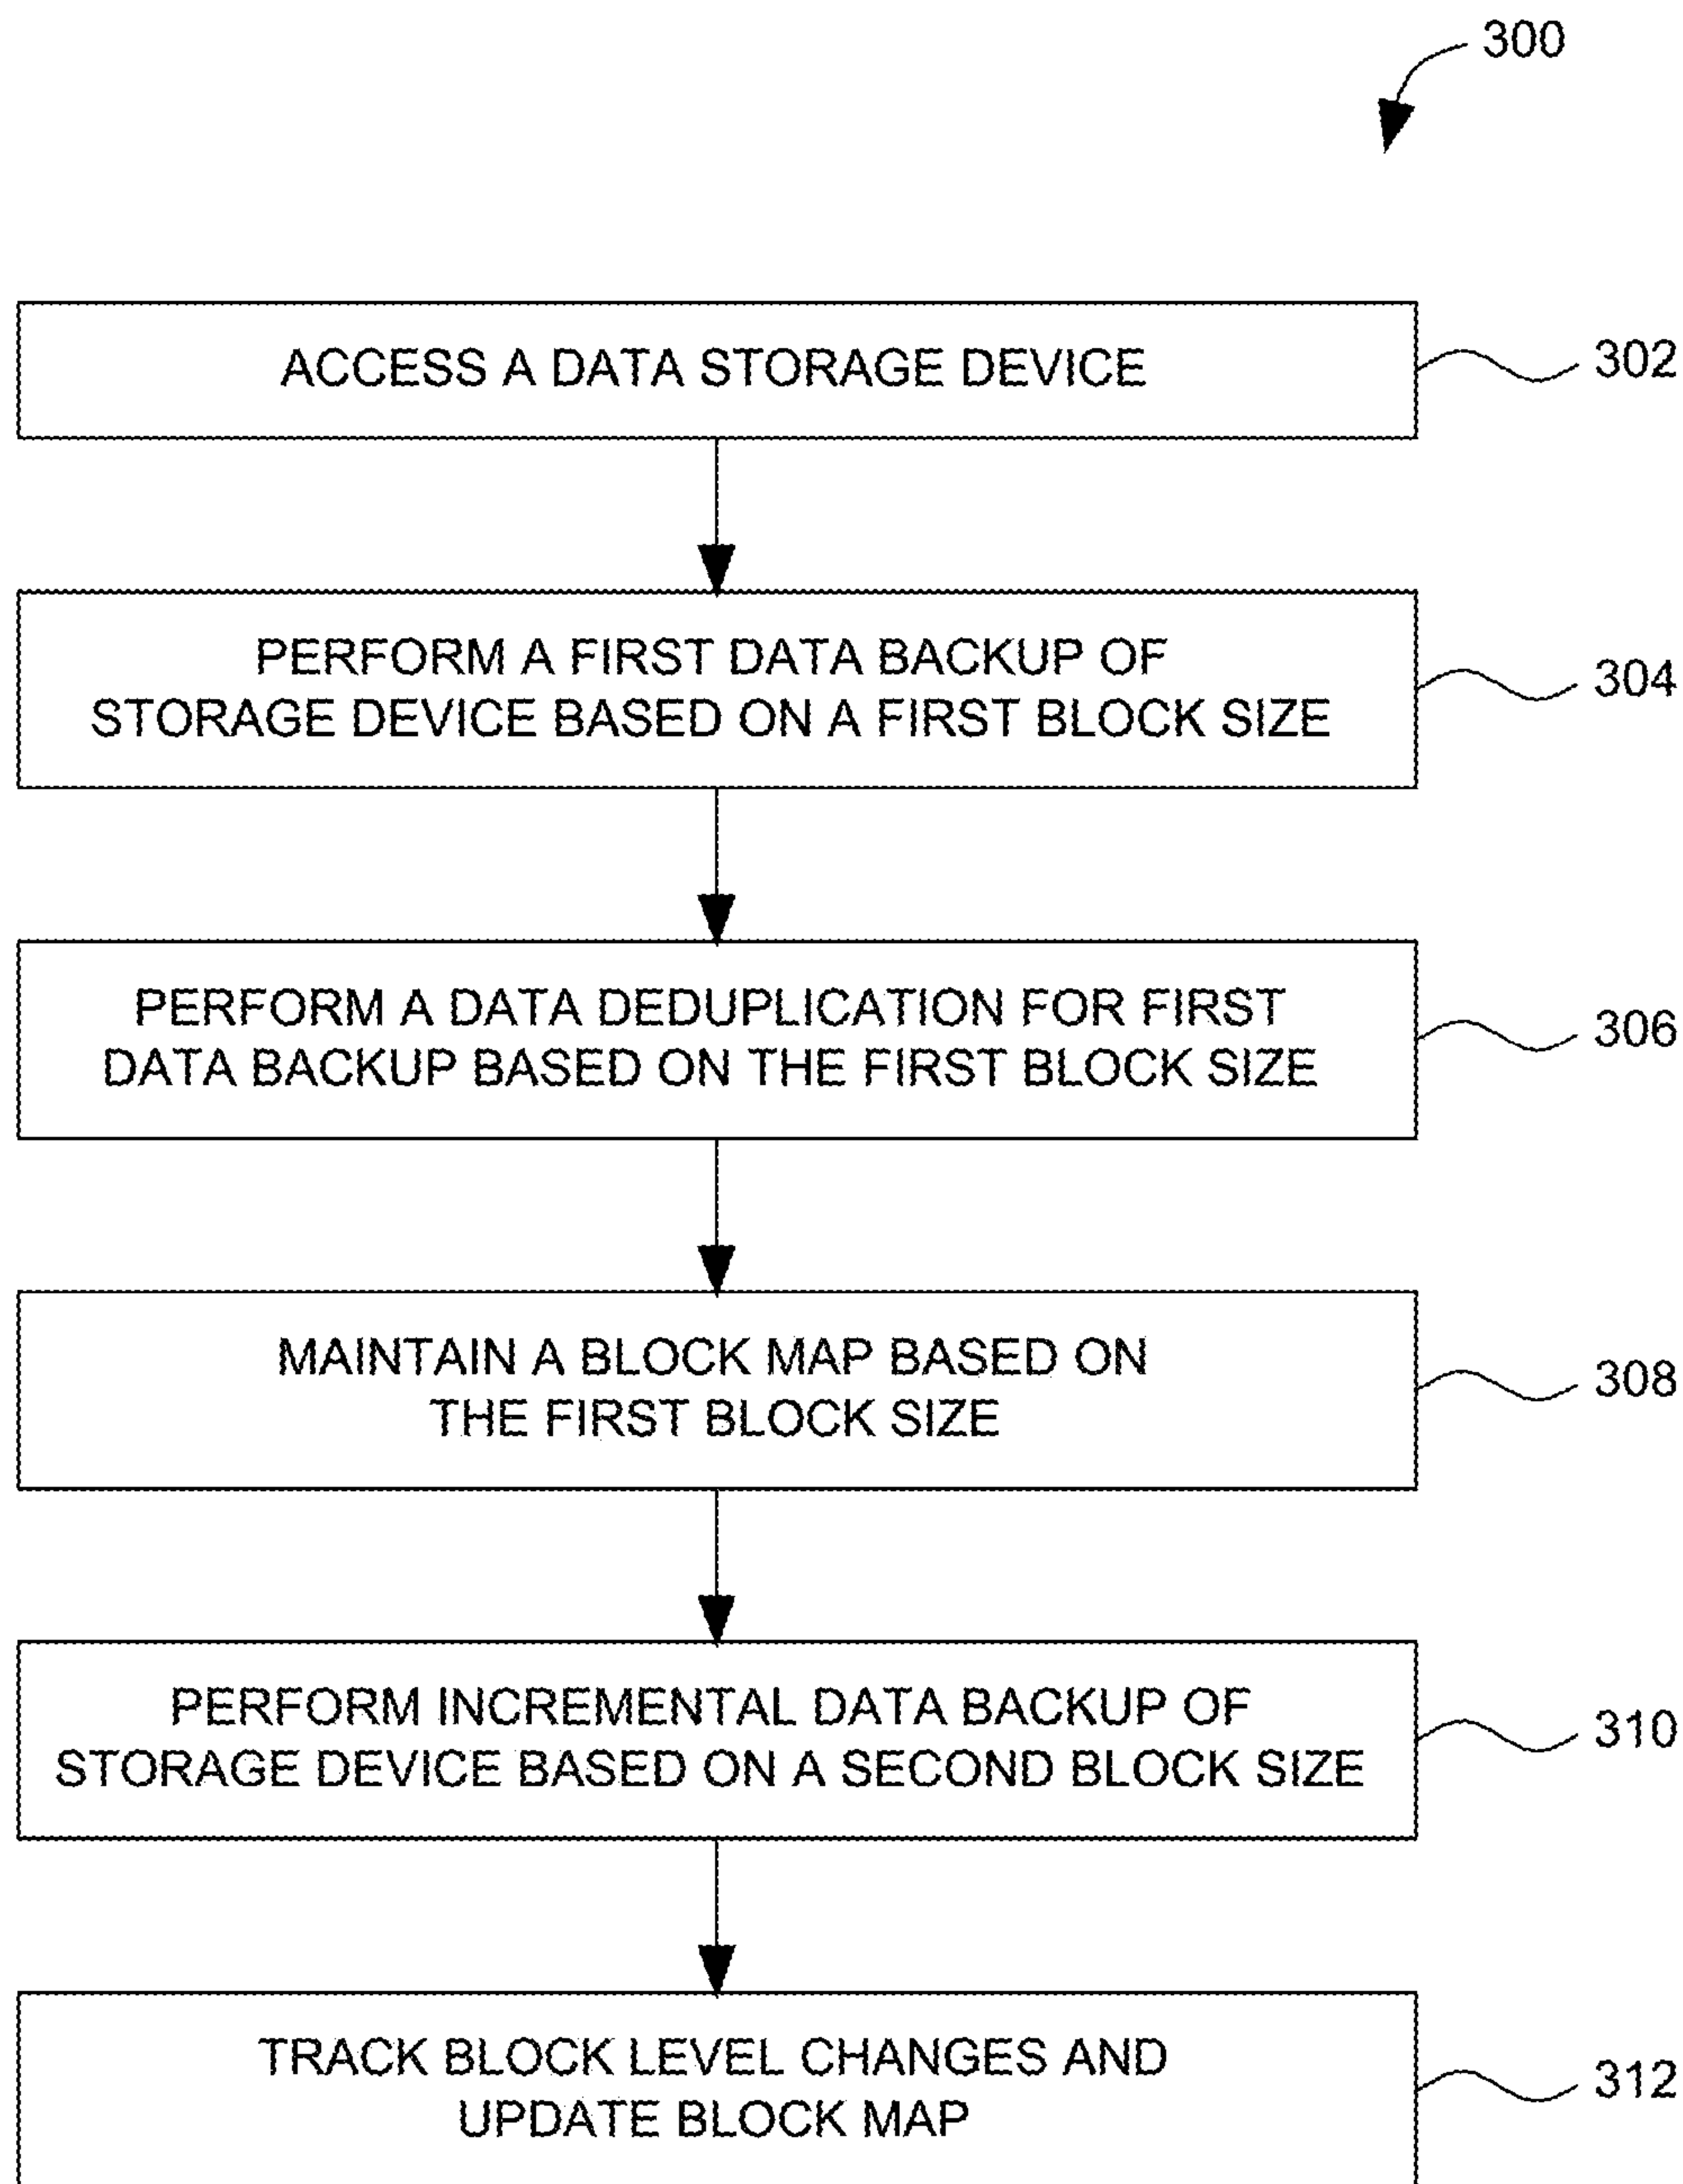 300
ACCESS A DATA STORAGE DEVICE
302
PERFORM A FIRST DATA BACKUP OF
STORAGE DEVICE BASED ON A FIRST BLOCK SIZE
304
PERFORM A DATA DEDUPLICATION FOR FIRST
DATA BACKUP BASED ON THE FIRST BLOCK SIZE
306
MAINTAIN A BLOCK MAP BASED ON
THE FIRST BLOCK SIZE
308
PERFORM INCREMENTAL DATA BACKUP OF
STORAGE DEVICE BASED ON A SECOND BLOCK SIZE
310
TRACK BLOCK LEVEL CHANGES AND
UPDATE BLOCK MAP
312